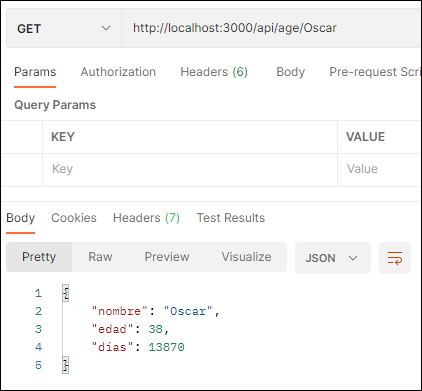 GET http://localhost:3000/api/age/Oscar
Params Authorization Headers (6) Body Pre-request Scri
Query Params
KEY VALUE
Key Value
Body Cookies Headers (7) Test Results
Pretty Raw Preview Visualize JSON
1 {
2 "nombre": "Oscar",
3 "edad": 38,
4 "dias": 13870
5 }